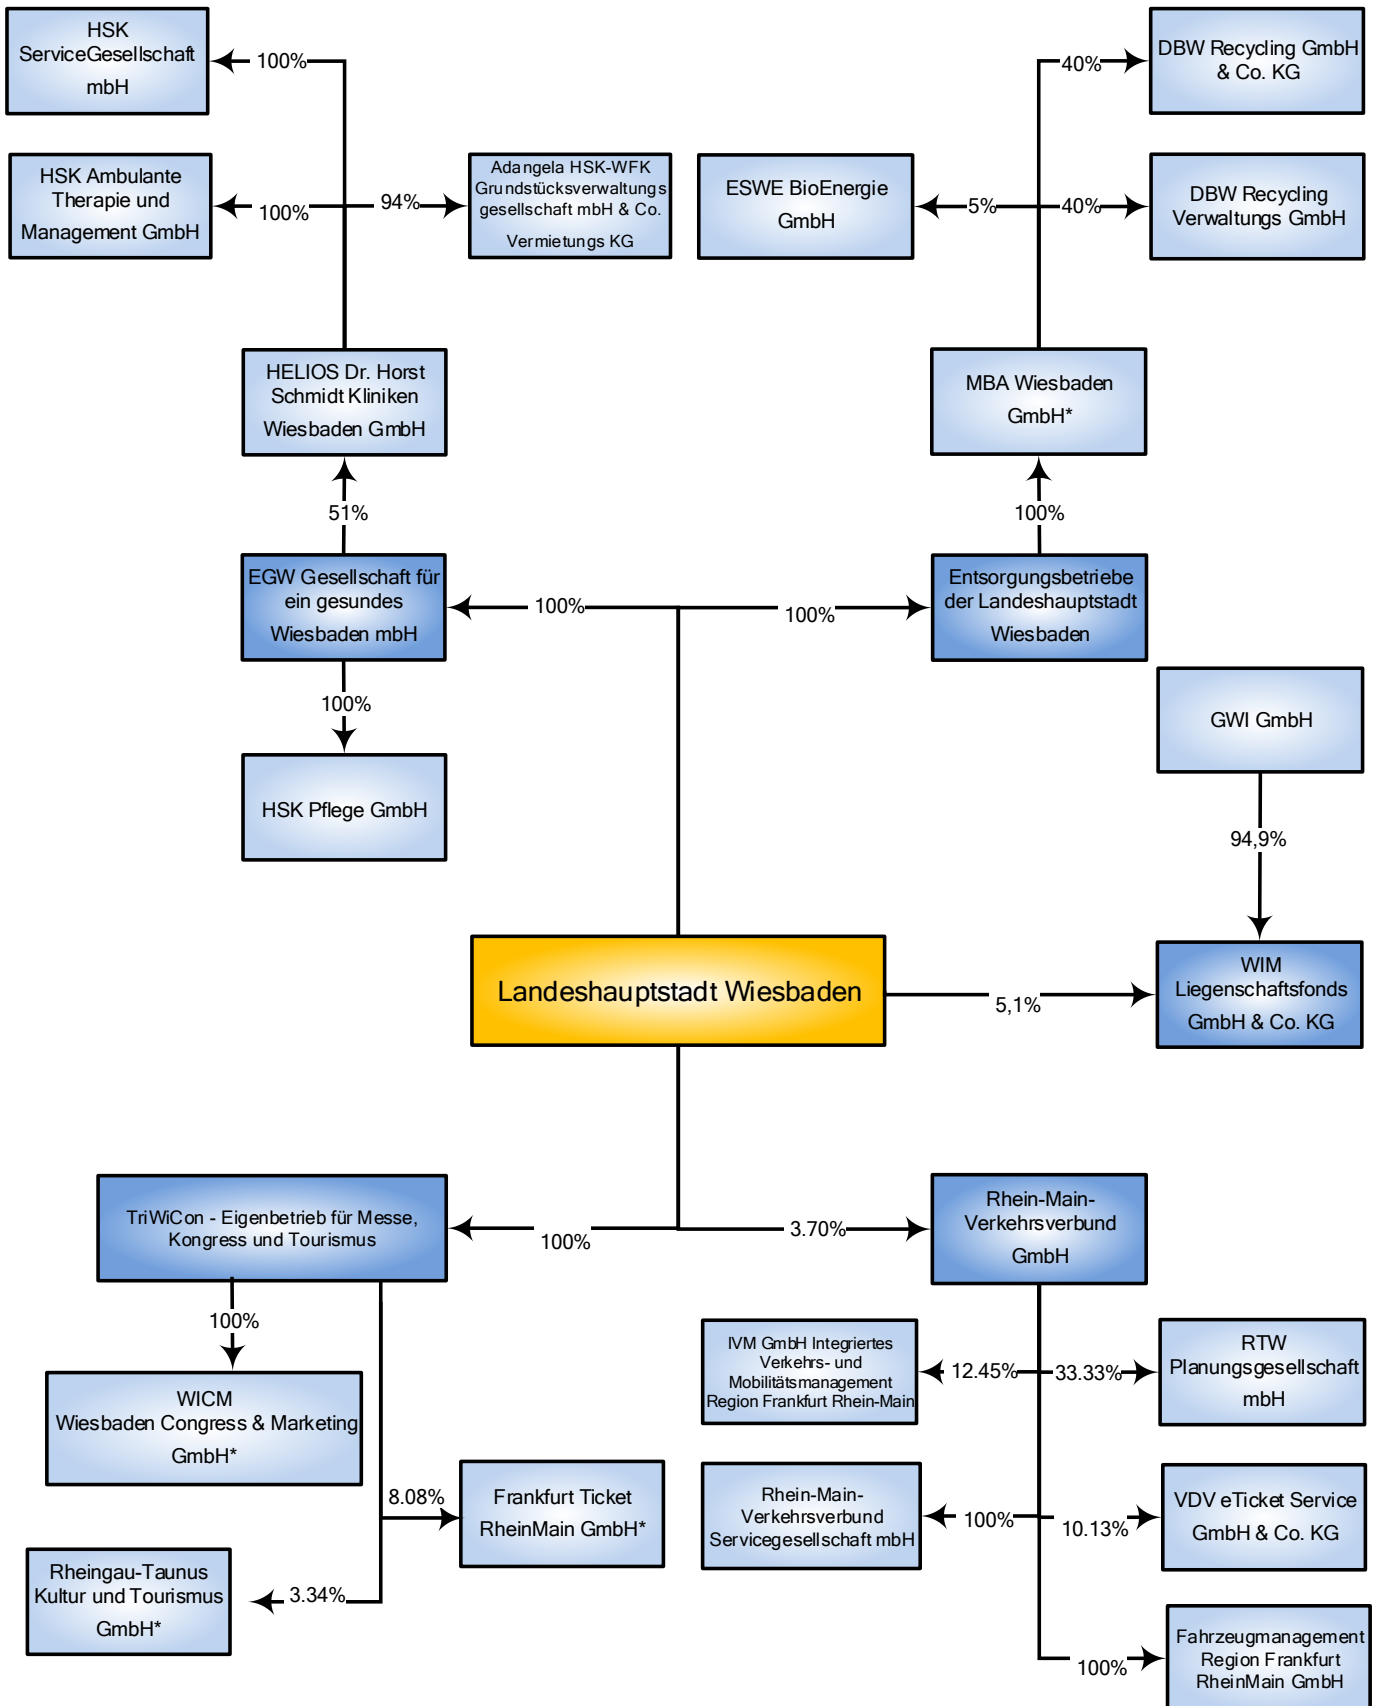 HSK
ServiceGesellschaft
mbH
100%
40%
DBW Recycling GmbH
& Co. KG
HSK Ambulante
Therapie und
Management GmbH
100%
94%
Adangela HSK-WFK
Grundstücksverwaltungs
gesellschaft mbH & Co.
Vermietungs KG
ESWE BioEnergie
GmbH
5%
40%
DBW Recycling
Verwaltungs GmbH
HELIOS Dr. Horst
Schmidt Kliniken
Wiesbaden GmbH
MBA Wiesbaden
GmbH*
51%
100%
EGW Gesellschaft für
ein gesundes
Wiesbaden mbH
100%
100%
Entsorgungsbetriebe
der Landeshauptstadt
Wiesbaden
100%
HSK Pflege GmbH
GWI GmbH
94,9%
Landeshauptstadt Wiesbaden
5,1%
WIM
Liegenschaftsfonds
GmbH & Co. KG
TriWiCon - Eigenbetrieb für Messe,
Kongress und Tourismus
100%
3.70%
Rhein-Main-
Verkehrsverbund
GmbH
100%
WICM
Wiesbaden Congress & Marketing
GmbH*
8.08%
Frankfurt Ticket
RheinMain GmbH*
Rheingau-Taunus
Kultur und Tourismus
GmbH*
3.34%
IVM GmbH Integriertes
Verkehrs- und
Mobilitätsmanagement
Region Frankfurt Rhein-Main
12.45%
33.33%
RTW
Planungsgesellschaft
mbH
Rhein-Main-
Verkehrsverbund
Servicegesellschaft mbH
100%
10.13%
VDV eTicket Service
GmbH & Co. KG
100%
Fahrzeugmanagement
Region Frankfurt
RheinMain GmbH